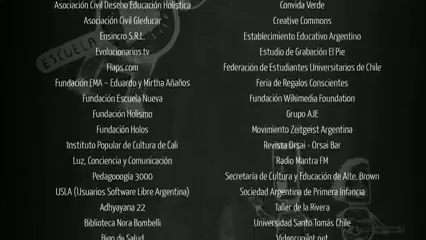 Asociación Civil Deseho Educación Holística
Asociación Civil Gleducar
Ensincro S.R.L.
Evolucionarios.tv
Flaps.com
Fundación EMA – Eduardo y Mirtha Añaños
Fundación Escuela Nueva
Fundación Holismo
Fundación Holos
Instituto Popular de Cultura de Cali
Luz, Conciencia y Comunicación
Pedagooogía 3000
USLA (Usuarios Software Libre Argentina)
Adhyayana 22
Biblioteca Nora Bombelli
Bien de Salud
Convida Verde
Creative Commons
Establecimiento Educativo Argentino
Estudio de Grabación El Pie
Federación de Estudiantes Universitarios de Chile
Feria de Regalos Conscientes
Fundación Wikimedia Foundation
Grupo AJE
Movimiento Zeitgeist Argentina
Revista Orsai - Orsai Bar
Radio Mantra FM
Secretaría de Cultura y Educación de Alte. Brown
Sociedad Argentina de Primera Infancia
Taller de la Rivera
Universidad Santo Tomás Chile
ESCUELA